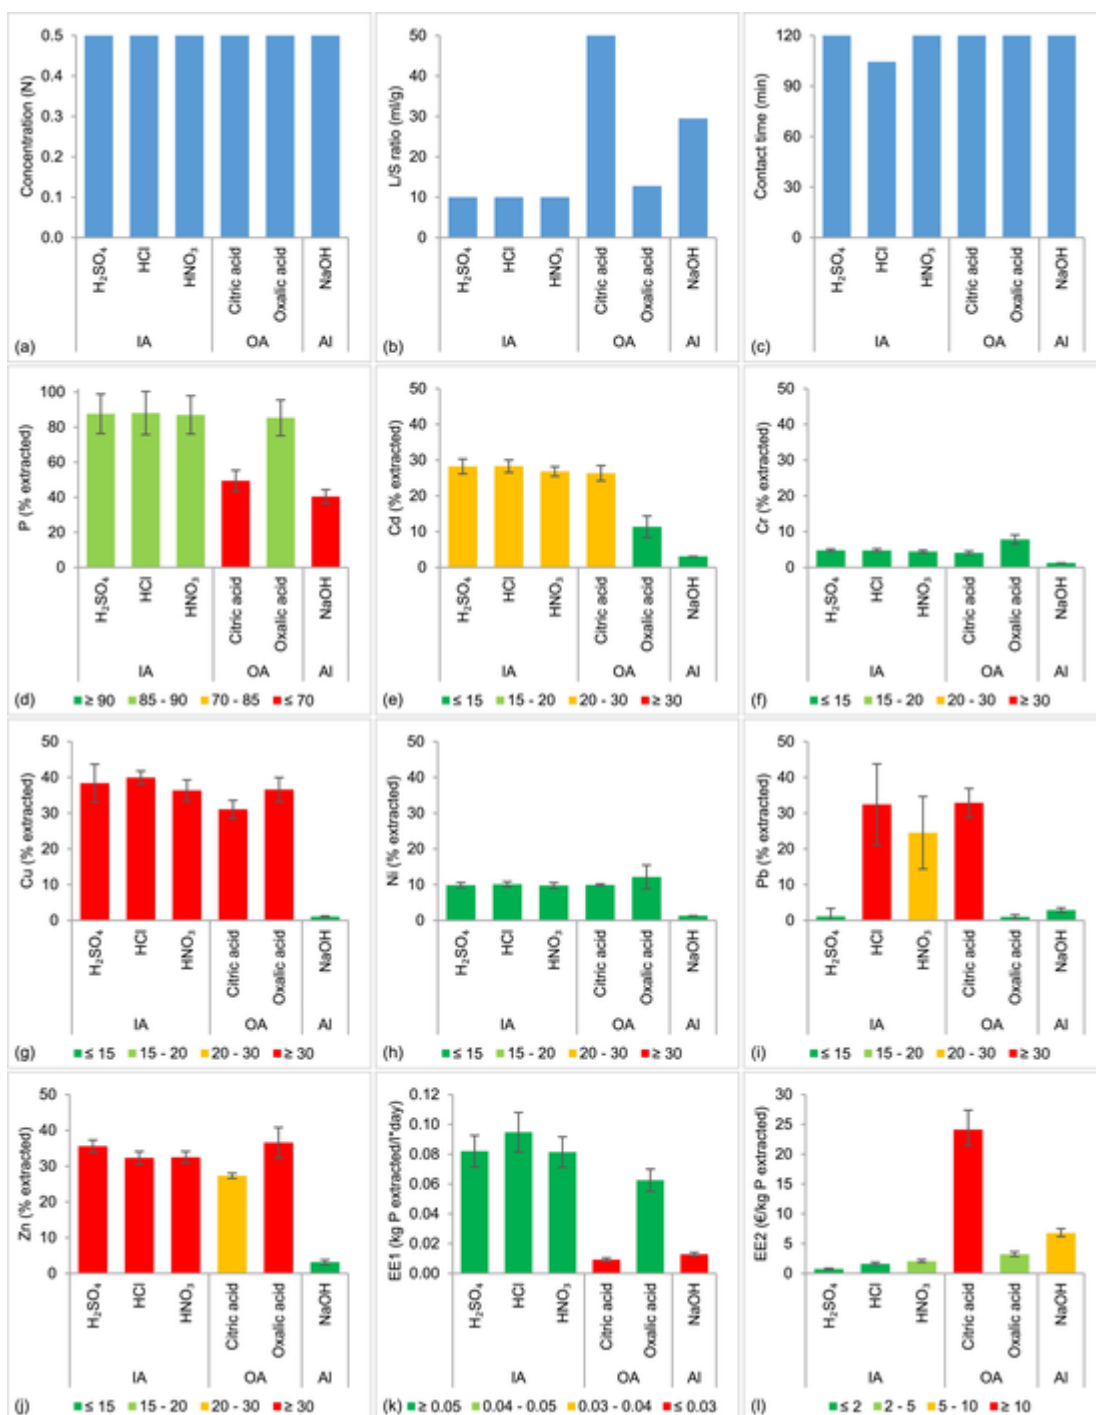 Concentration (N)
0.5
0.4
0.3
0.2
0.1
0.0
H₂SO₄
HCl
HNO₃
Citric acid
Oxalic acid
NaOH
IA
OA
Al
(a)
L/S ratio (ml/g)
50
40
30
20
10
0
H₂SO₄
HCl
HNO₃
Citric acid
Oxalic acid
NaOH
IA
OA
Al
(b)
Contact time (min)
120
90
60
30
0
H₂SO₄
HCl
HNO₃
Citric acid
Oxalic acid
NaOH
IA
OA
Al
(c)
P (% extracted)
100
80
60
40
20
0
H₂SO₄
HCl
HNO₃
Citric acid
Oxalic acid
NaOH
IA
OA
Al
(d) ≥ 90 85 - 90 70 - 85 ≤ 70
Cd (% extracted)
50
40
30
20
10
0
H₂SO₄
HCl
HNO₃
Citric acid
Oxalic acid
NaOH
IA
OA
Al
(e) ≤ 15 15 - 20 20 - 30 ≥ 30
Cr (% extracted)
50
40
30
20
10
0
H₂SO₄
HCl
HNO₃
Citric acid
Oxalic acid
NaOH
IA
OA
Al
(f) ≤ 15 15 - 20 20 - 30 ≥ 30
Cu (% extracted)
50
40
30
20
10
0
H₂SO₄
HCl
HNO₃
Citric acid
Oxalic acid
NaOH
IA
OA
Al
(g) ≤ 15 15 - 20 20 - 30 ≥ 30
Ni (% extracted)
50
40
30
20
10
0
H₂SO₄
HCl
HNO₃
Citric acid
Oxalic acid
NaOH
IA
OA
Al
(h) ≤ 15 15 - 20 20 - 30 ≥ 30
Pb (% extracted)
50
40
30
20
10
0
H₂SO₄
HCl
HNO₃
Citric acid
Oxalic acid
NaOH
IA
OA
Al
(i) ≤ 15 15 - 20 20 - 30 ≥ 30
Zn (% extracted)
50
40
30
20
10
0
H₂SO₄
HCl
HNO₃
Citric acid
Oxalic acid
NaOH
IA
OA
Al
(j) ≤ 15 15 - 20 20 - 30 ≥ 30
EE1 (kg P extracted/l*day)
0.12
0.10
0.08
0.06
0.04
0.02
0.00
H₂SO₄
HCl
HNO₃
Citric acid
Oxalic acid
NaOH
IA
OA
Al
(k) ≥ 0.05 0.04 - 0.05 0.03 - 0.04 ≤ 0.03
EE2 (€/kg P extracted)
30
25
20
15
10
5
0
H₂SO₄
HCl
HNO₃
Citric acid
Oxalic acid
NaOH
IA
OA
Al
(l) ≤ 2 2 - 5 5 - 10 ≥ 10